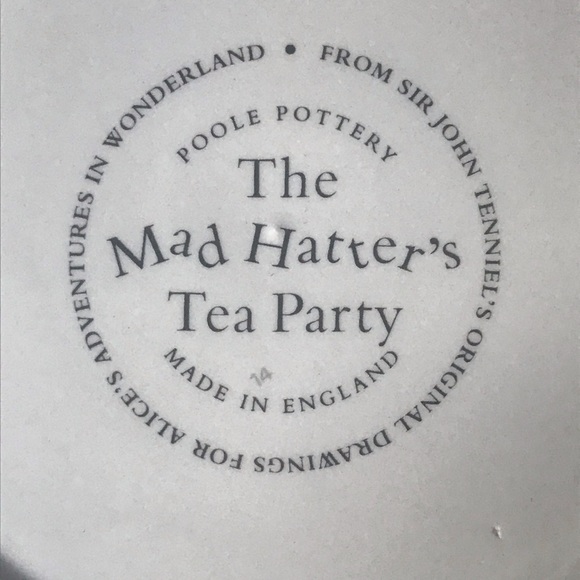 FROM SIR JOHN TENNIEL'S ORIGINAL DRAWINGS FOR ALICE'S ADVENTURES IN WONDERLAND •
POOLE POTTERY
The
Mad Hatter's
Tea Party
14
MADE IN ENGLAND